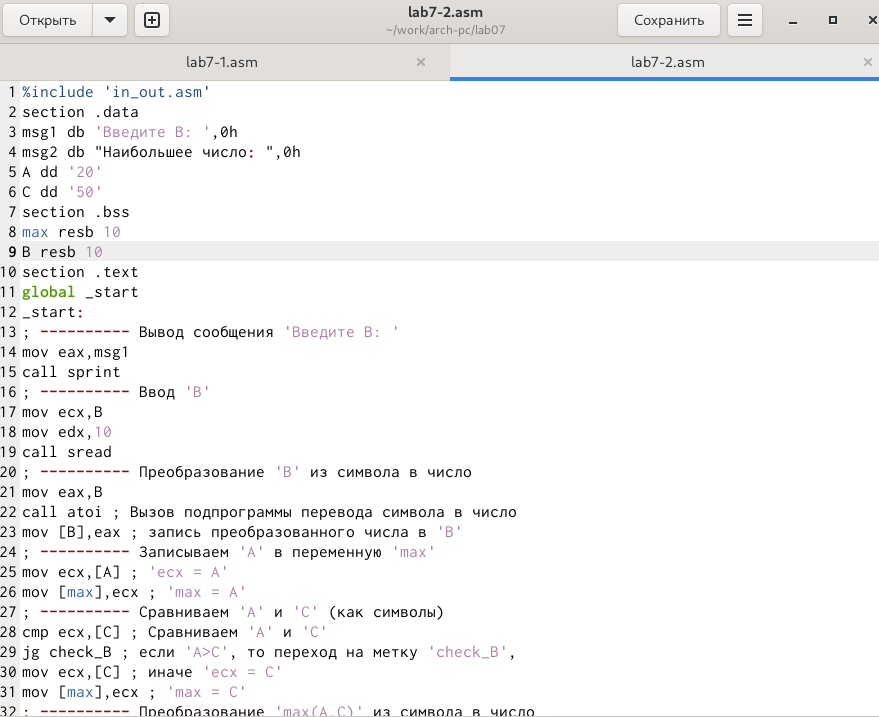 Открыть
lab7-2.asm
~/work/arch-pc/lab07
Сохранить
lab7-1.asm
lab7-2.asm
1 %include 'in_out.asm'
2 section .data
3 msg1 db 'Введите B: ',0h
4 msg2 db "Наибольшее число: ",0h
5 A dd '20'
6 C dd '50'
7 section .bss
8 max resb 10
9 B resb 10
10 section .text
11 global _start
12 _start:
13 ; ---------- Вывод сообщения 'Введите B: '
14 mov eax,msg1
15 call sprint
16 ; ---------- Ввод 'B'
17 mov ecx,B
18 mov edx,10
19 call sread
20 ; ---------- Преобразование 'B' из символа в число
21 mov eax,B
22 call atoi ; Вызов подпрограммы перевода символа в число
23 mov [B],eax ; запись преобразованного числа в 'B'
24 ; ---------- Записываем 'A' в переменную 'max'
25 mov ecx,[A] ; 'ecx = A'
26 mov [max],ecx ; 'max = A'
27 ; ---------- Сравниваем 'A' и 'C' (как символы)
28 cmp ecx,[C] ; Сравниваем 'A' и 'C'
29 jg check_B ; если 'A>C', то переход на метку 'check_B',
30 mov ecx,[C] ; иначе 'ecx = C'
31 mov [max],ecx ; 'max = C'
32 ; ---------- Преобразование 'max(A,C)' из символа в число